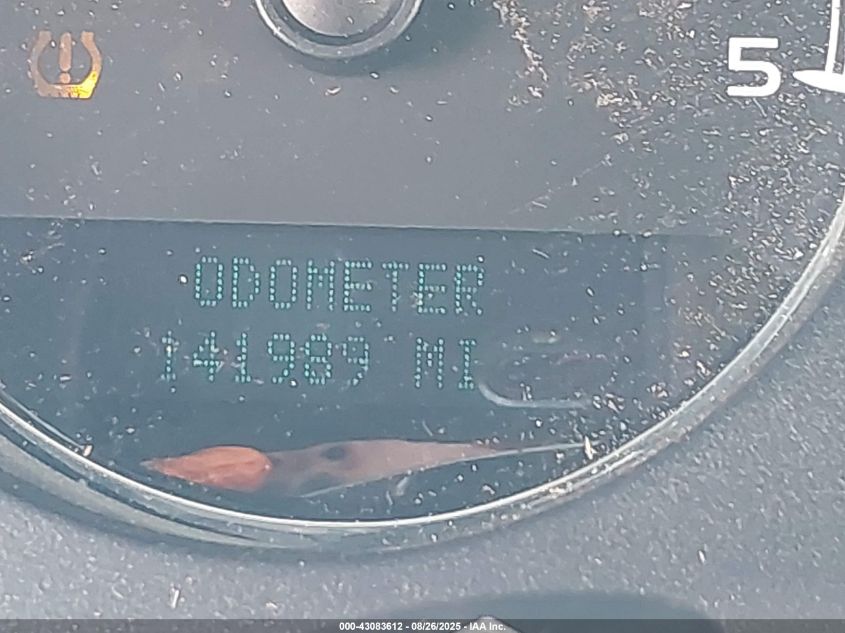 5
ODOMETER
141989 MI
000-43083612 - 08/26/2025 - IAA Inc.